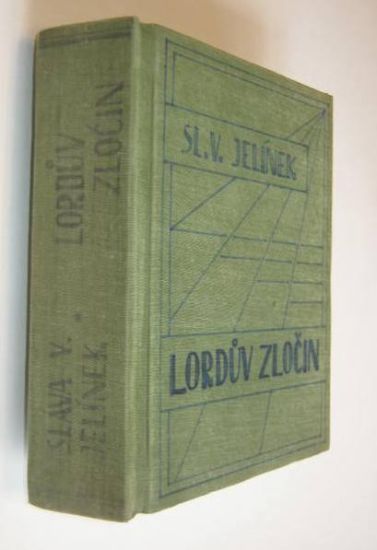 SLÁVA V.
JELÍNEK *
LORDŮV
ZLOČIN
SL.V. JELÍNEK
LORDŮV ZLOČIN